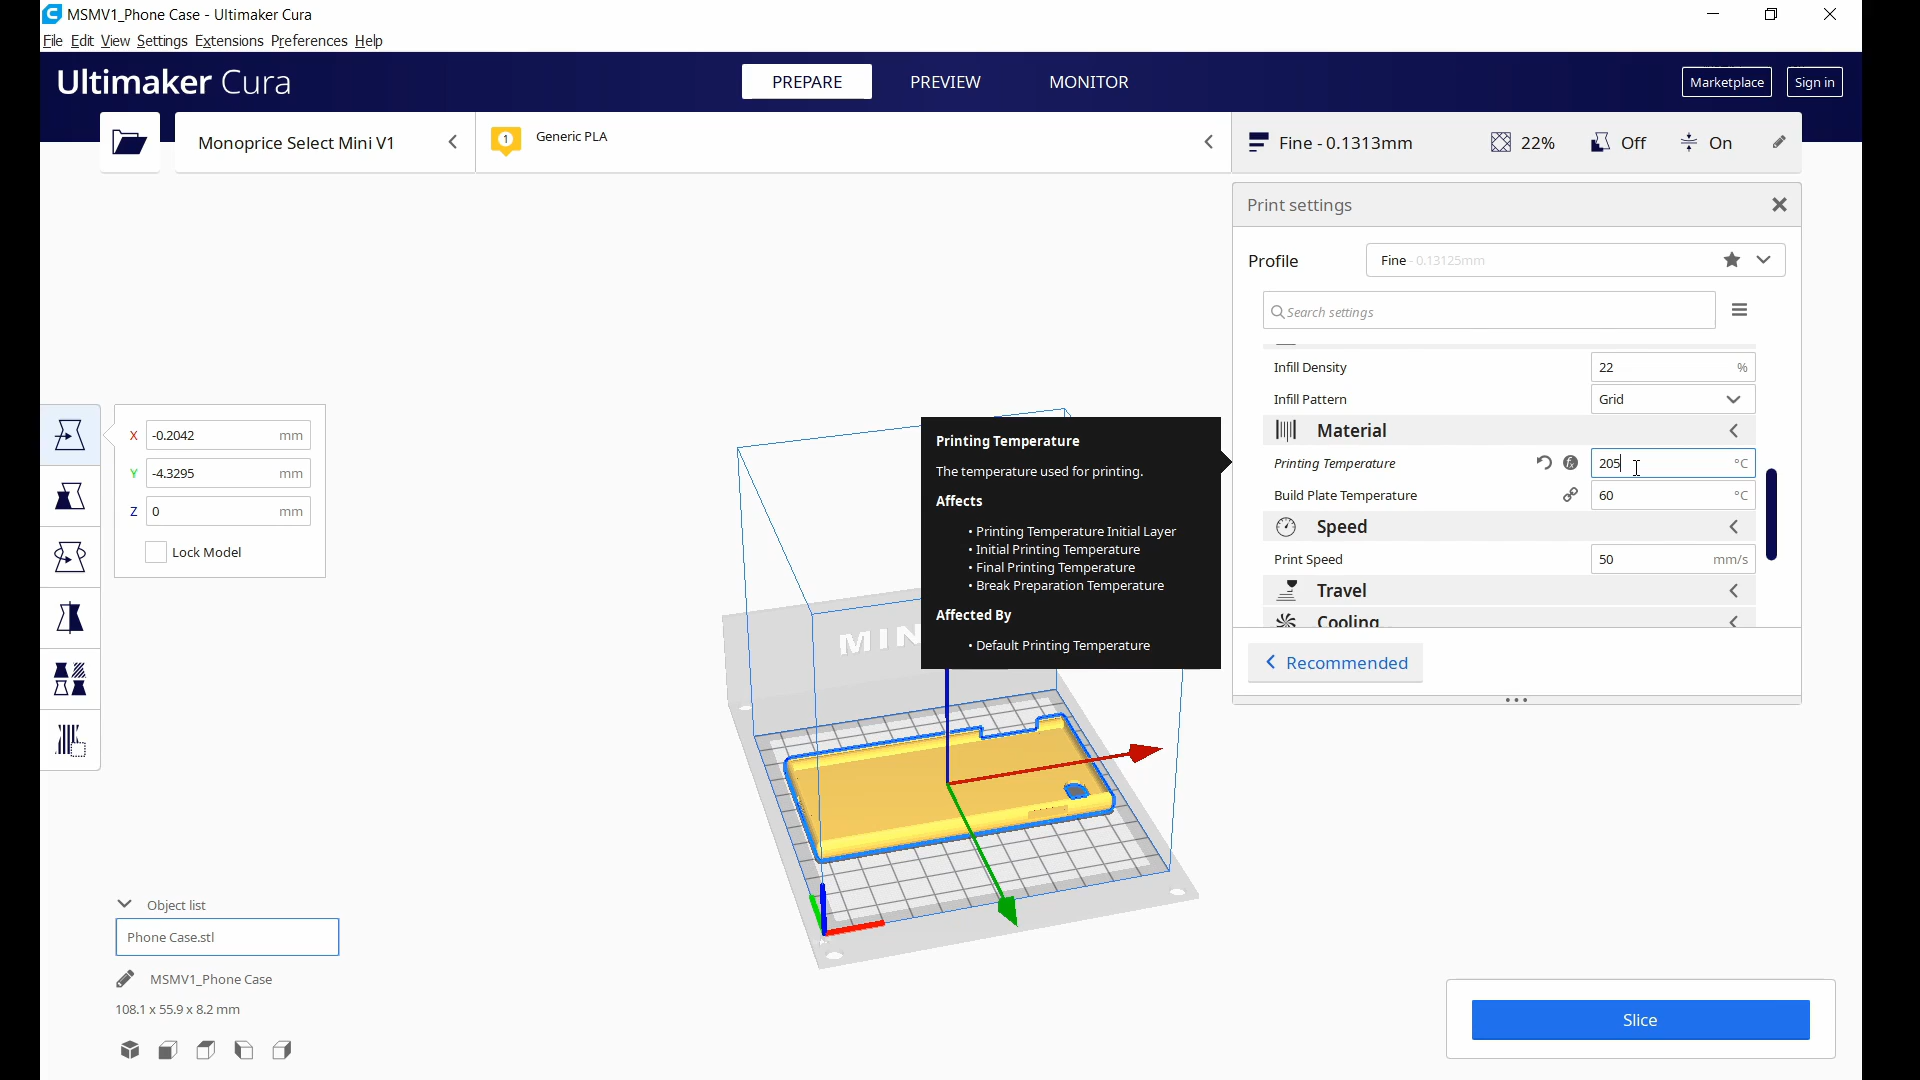 MSMV1_Phone Case - Ultimaker Cura
File Edit View Settings Extensions Preferences Help
Ultimaker Cura
PREPARE
PREVIEW
MONITOR
Marketplace
Sign in
Monoprice Select Mini V1
1
Generic PLA
Fine - 0.1313mm
22%
Off
On
Print settings
Profile
Fine - 0.13125mm
Search settings
Infill Density
22 %
Infill Pattern
Grid
Material
Printing Temperature
205 °C
Build Plate Temperature
60 °C
Speed
Print Speed
50 mm/s
Travel
Cooling
Recommended
Printing Temperature
The temperature used for printing.
Affects
• Printing Temperature Initial Layer
• Initial Printing Temperature
• Final Printing Temperature
• Break Preparation Temperature
Affected By
• Default Printing Temperature
X -0.2042 mm
Y -4.3295 mm
Z 0 mm
Lock Model
MIN
Object list
Phone Case.stl
MSMV1_Phone Case
108.1 x 55.9 x 8.2 mm
Slice